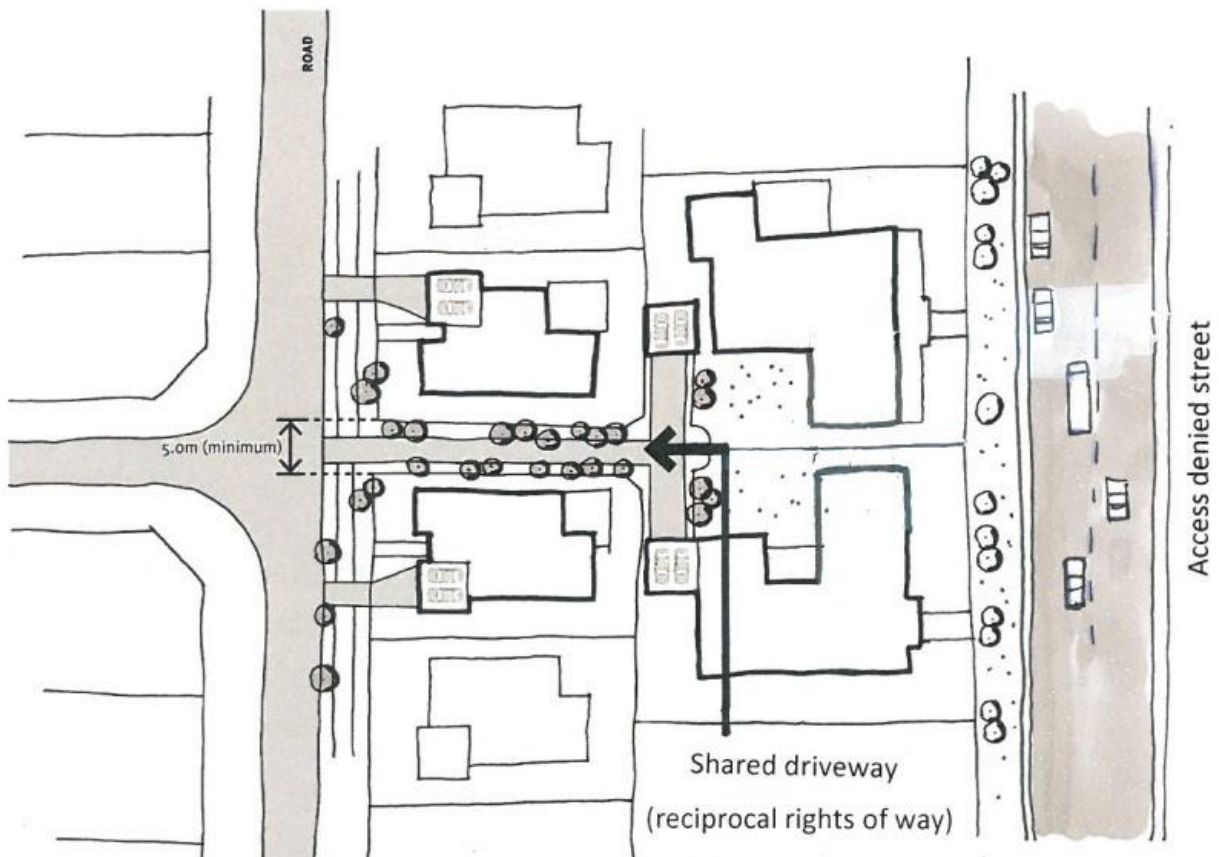 ROAD
5.0m (minimum)
Access denied street
Shared driveway
(reciprocal rights of way)